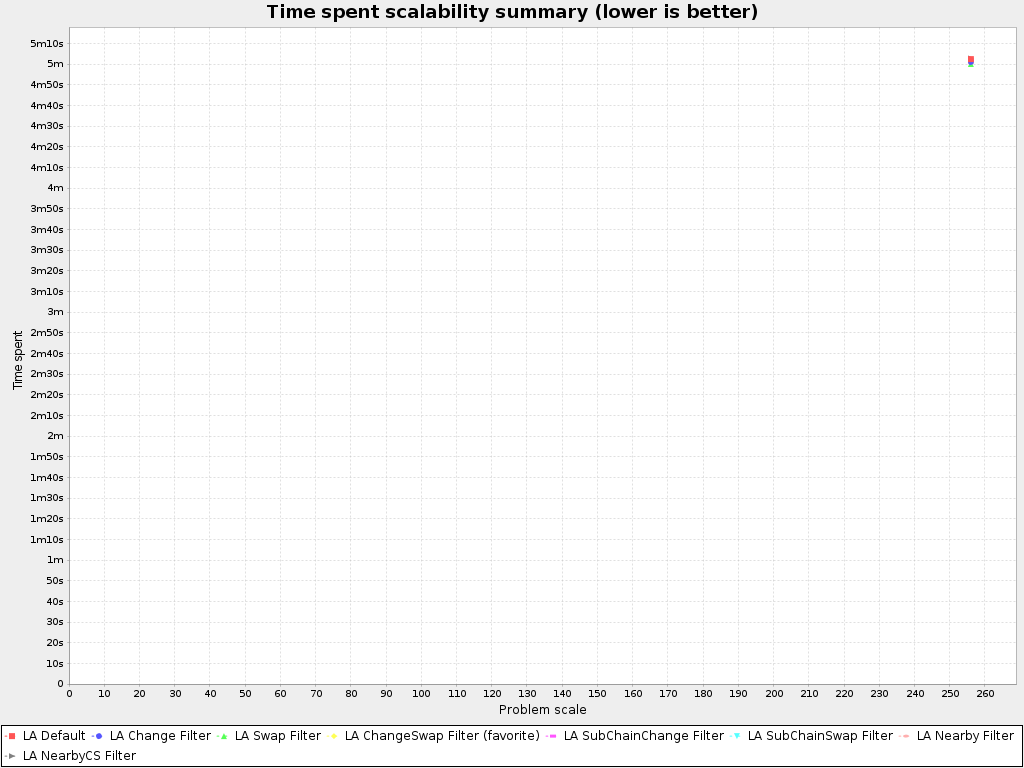 Time spent scalability summary (lower is better)
5m10s
5m
4m50s
4m40s
4m30s
4m20s
4m10s
4m
3m50s
3m40s
3m30s
3m20s
3m10s
3m
2m50s
2m40s
2m30s
2m20s
2m10s
2m
1m50s
1m40s
1m30s
1m20s
1m10s
1m
50s
40s
30s
20s
10s
0
Time spent
0 10 20 30 40 50 60 70 80 90 100 110 120 130 140 150 160 170 180 190 200 210 220 230 240 250 260
Problem scale
LA Default LA Change Filter LA Swap Filter LA ChangeSwap Filter (favorite) LA SubChainChange Filter LA SubChainSwap Filter LA Nearby Filter
LA NearbyCS Filter